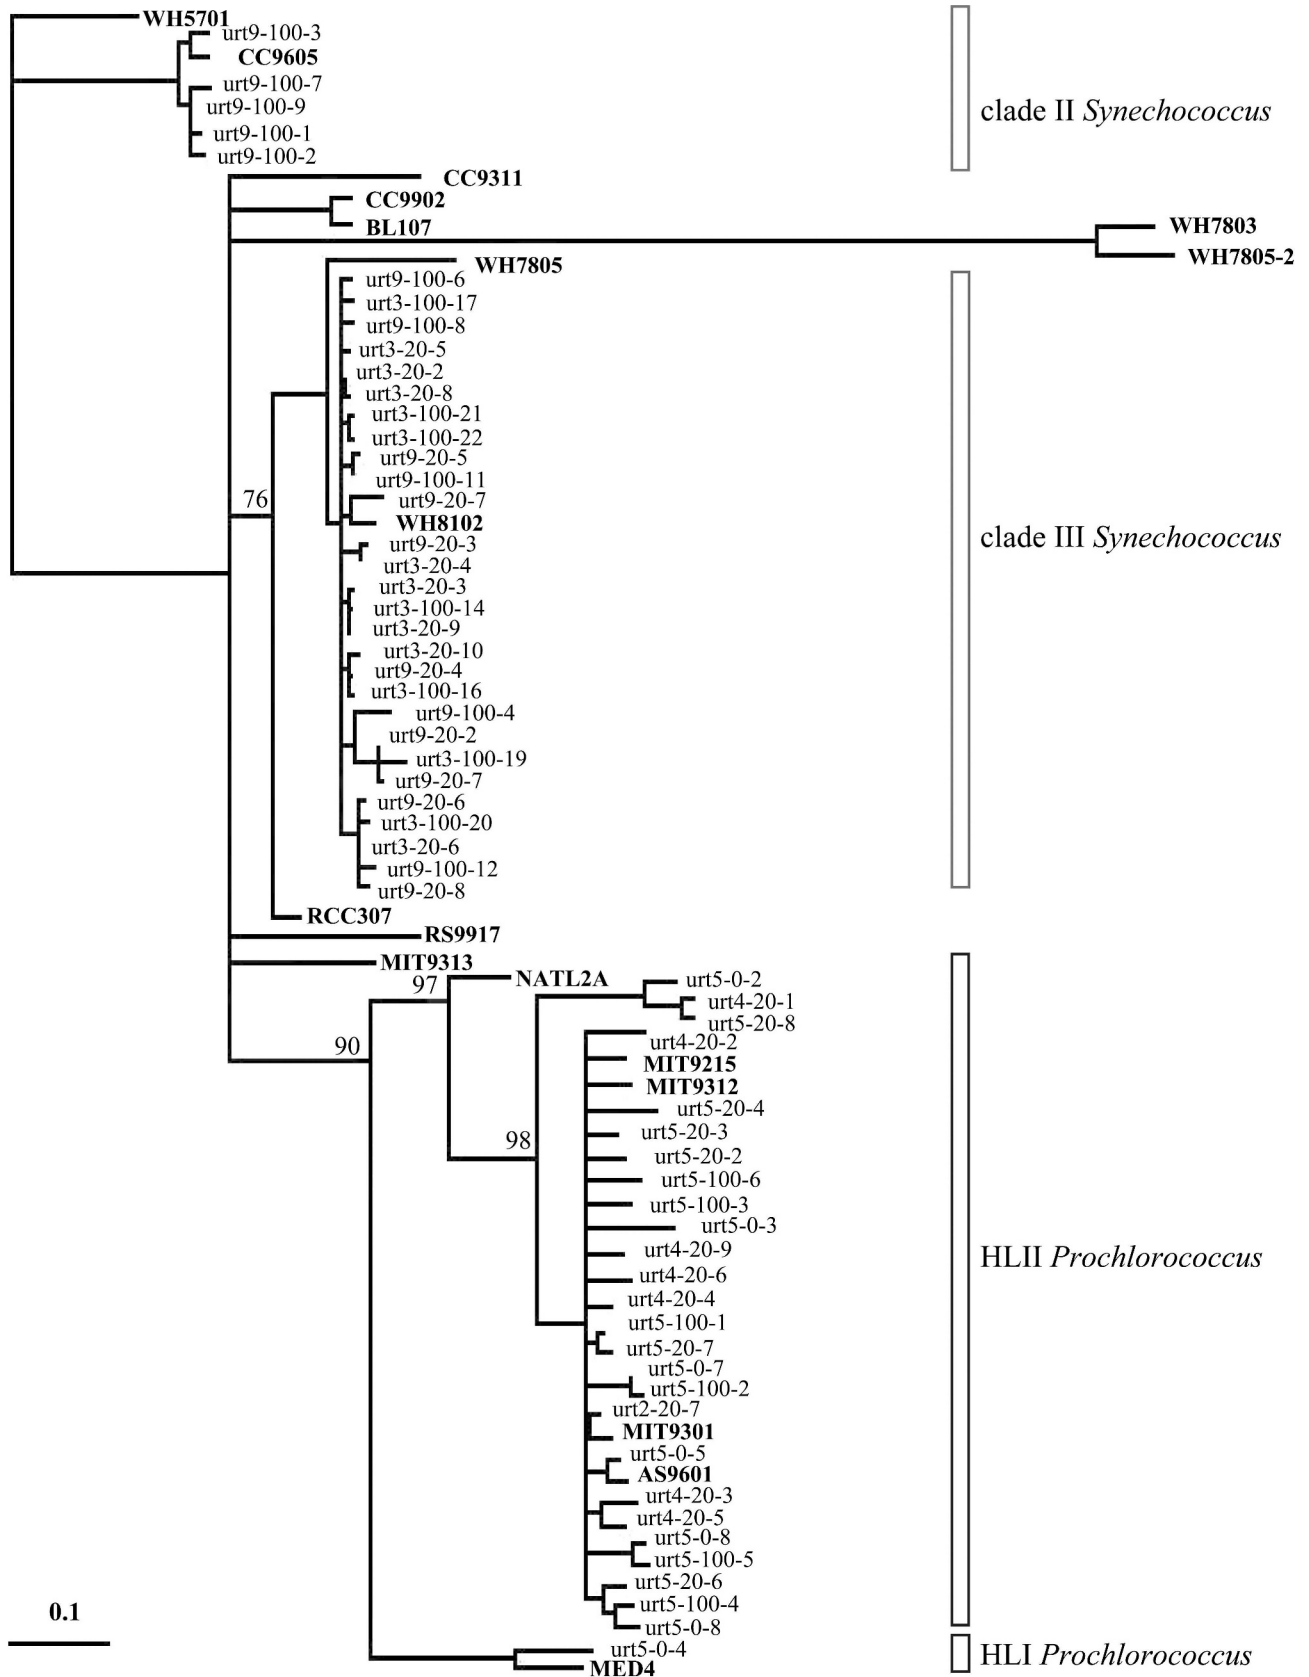 WH5701
urt9-100-3
CC9605
urt9-100-7
urt9-100-9
urt9-100-1
urt9-100-2
clade II Synechococcus
CC9311
CC9902
BL107
WH7803
WH7805-2
WH7805
urt9-100-6
urt3-100-17
urt9-100-8
urt3-20-5
urt3-20-2
urt3-20-8
urt3-100-21
urt3-100-22
urt9-20-5
urt9-100-11
76
urt9-20-7
WH8102
urt9-20-3
clade III Synechococcus
urt3-20-4
urt3-20-3
urt3-100-14
urt3-20-9
urt3-20-10
urt9-20-4
urt3-100-16
urt9-100-4
urt9-20-2
urt3-100-19
urt9-20-7
urt9-20-6
urt3-100-20
urt3-20-6
urt9-100-12
urt9-20-8
RCC307
RS9917
MIT9313
97
NATL2A
urt5-0-2
urt4-20-1
urt5-20-8
urt4-20-2
90
MIT9215
MIT9312
urt5-20-4
urt5-20-3
98
urt5-20-2
urt5-100-6
urt5-100-3
urt5-0-3
urt4-20-9
HLII Prochlorococcus
urt4-20-6
urt4-20-4
urt5-100-1
urt5-20-7
urt5-0-7
urt5-100-2
urt2-20-7
MIT9301
urt5-0-5
AS9601
urt4-20-3
urt4-20-5
urt5-0-8
urt5-100-5
urt5-20-6
urt5-100-4
0.1
urt5-0-8
urt5-0-4
HLI Prochlorococcus
MED4